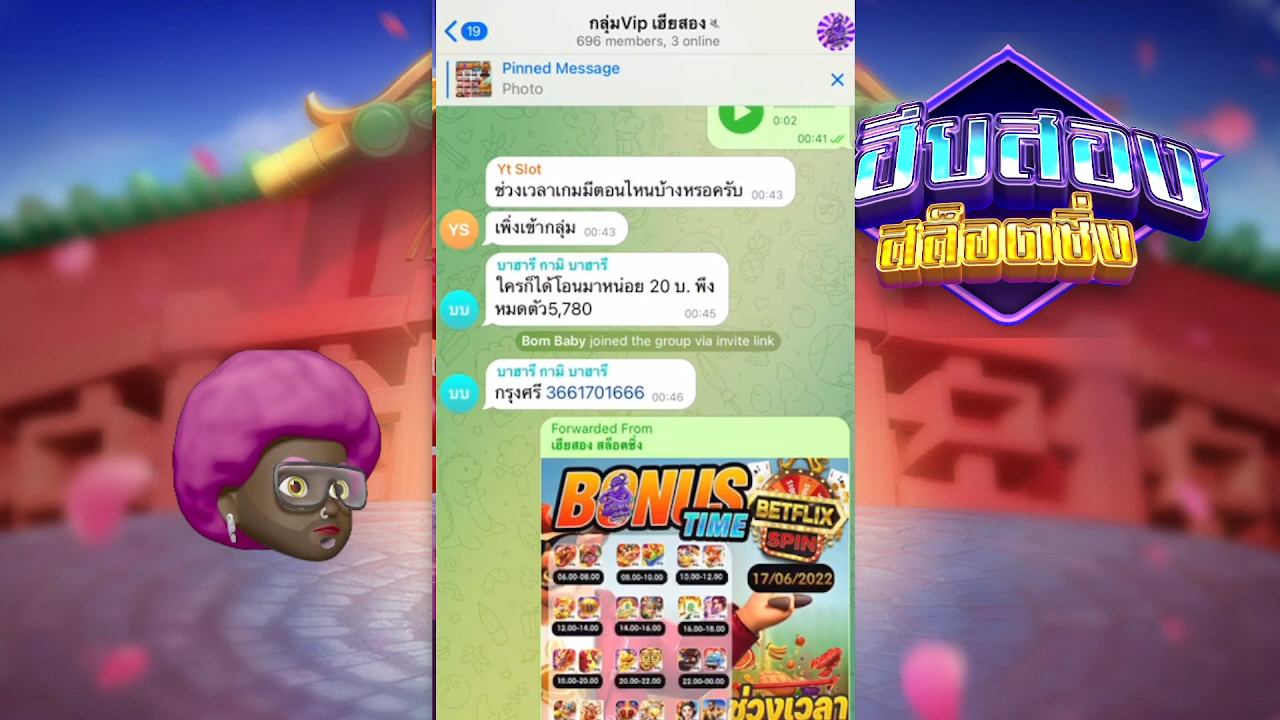 19
กลุ่มVip เฮียสอง
696 members, 3 online
Pinned Message
Photo
0:02
00:41
Yt Slot
ช่วงเวลาเกมมีตอนไหนบ้างหรอครับ 00:43
YS
เพิ่งเข้ากลุ่ม 00:43
บาฮารี กามิ บาฮารี
ใครก็ได้โอนมาหน่อย 20 บ. พึง
หมดตัว5,780
00:45
บบ
Bom Baby joined the group via invite link
บาฮารี กามิ บาฮารี
บบ
กรุงศรี 3661701666 00:46
Forwarded From
เฮียสอง สล็อตซิ่ง
BONUS
TIME
BETFLIX
SPIN
17/06/2022
06.00-08.00 08.00-10.00 10.00-12.00
12.00-14.00 14.00-16.00 16.00-18.00
18.00-20.00 20.00-22.00 22.00-00.00
ช่วงเวลา
ฮียสอง
สล็อตซิ่ง